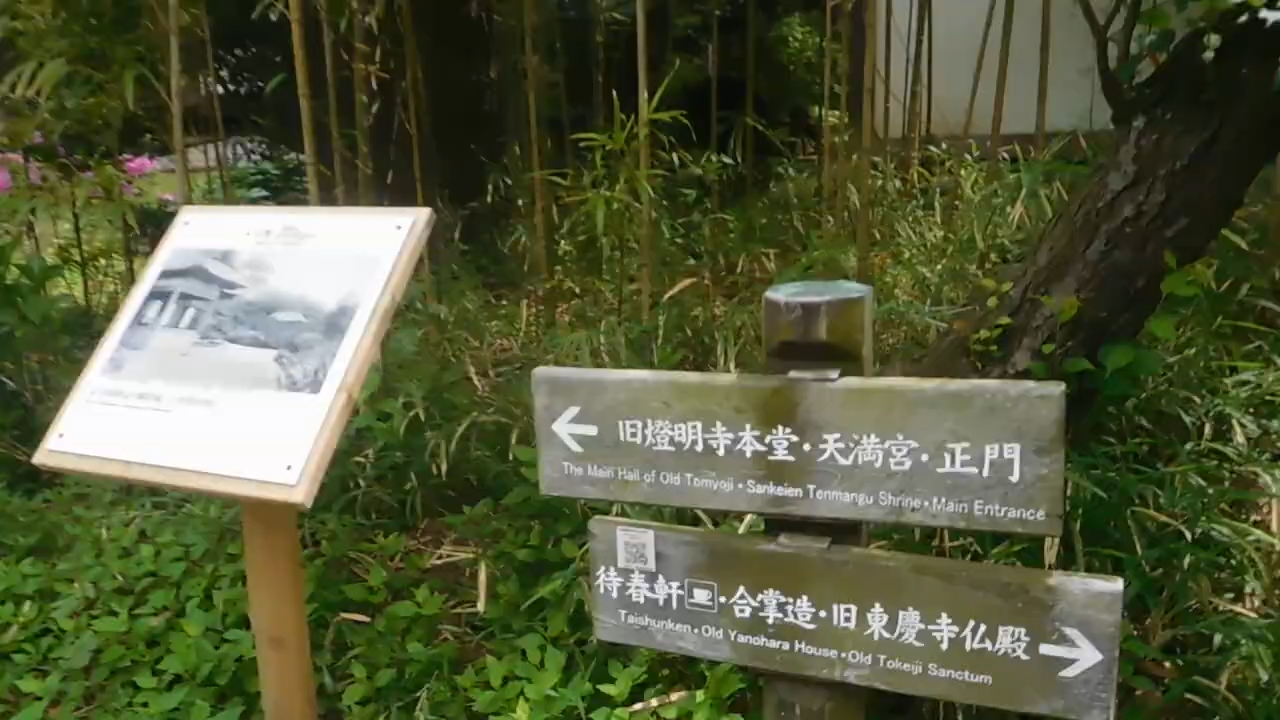 旧燈明寺本堂・天満宮・正門
The Main Hall of Old Tomyoji・Sankeien Tenmangu Shrine・Main Entrance
待春軒・合掌造・旧東慶寺仏殿
Taishunken・Old Yanohara House・Old Tokeiji Sanctum